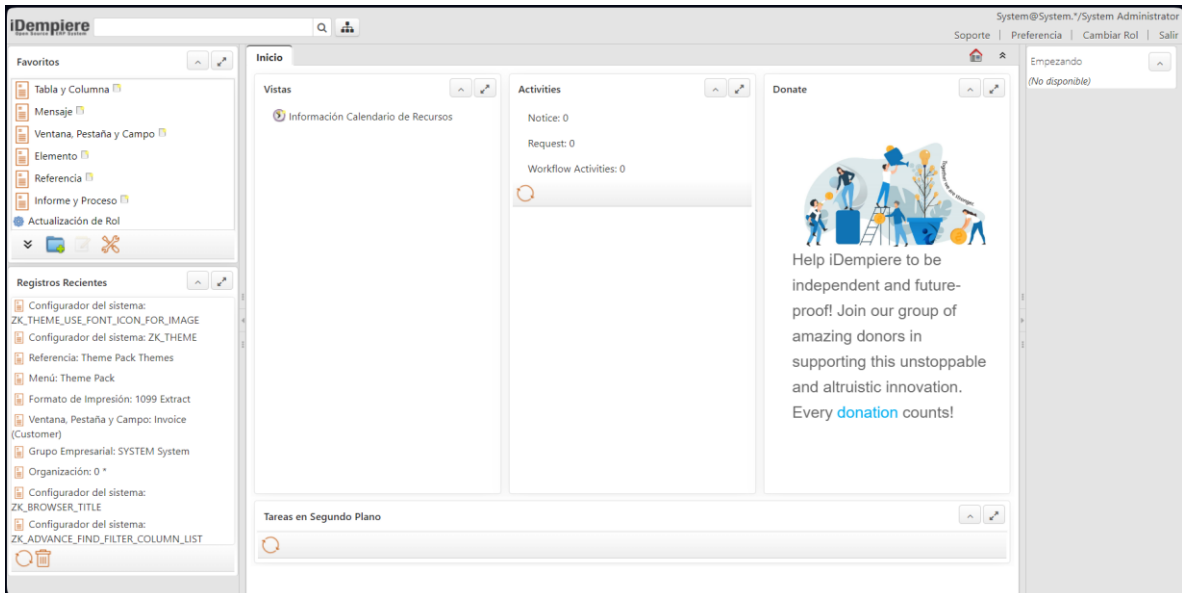 iDempiere
Open Source ERP System
System@System.*/System Administrator
Soporte | Preferencia | Cambiar Rol | Salir
Favoritos
Tabla y Columna
Mensaje
Ventana, Pestaña y Campo
Elemento
Referencia
Informe y Proceso
Actualización de Rol
Registros Recientes
Configurador del sistema:
ZK_THEME_USE_FONT_ICON_FOR_IMAGE
Configurador del sistema: ZK_THEME
Referencia: Theme Pack Themes
Menú: Theme Pack
Formato de Impresión: 1099 Extract
Ventana, Pestaña y Campo: Invoice
(Customer)
Grupo Empresarial: SYSTEM System
Organización: 0 *
Configurador del sistema:
ZK_BROWSER_TITLE
Configurador del sistema:
ZK_ADVANCE_FIND_FILTER_COLUMN_LIST
Inicio
Vistas
Información Calendario de Recursos
Activities
Notice: 0
Request: 0
Workflow Activities: 0
Donate
Together we are stronger
Help iDempiere to be
independent and future-
proof! Join our group of
amazing donors in
supporting this unstoppable
and altruistic innovation.
Every donation counts!
Tareas en Segundo Plano
Empezando
(No disponible)